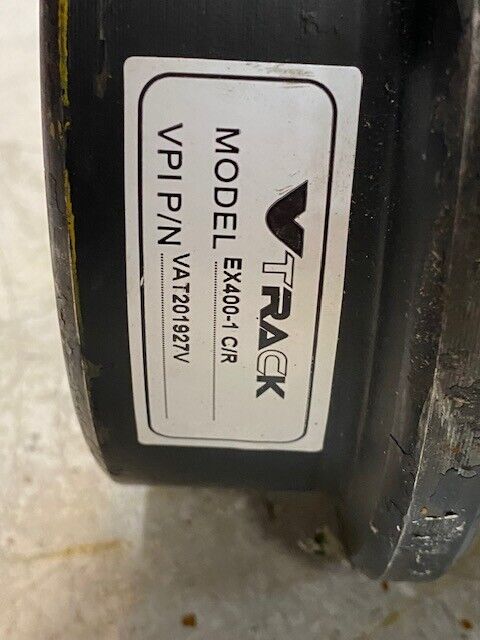 VTRACK
MODEL EX400-1 C/R
VPI P/N VAT201927V